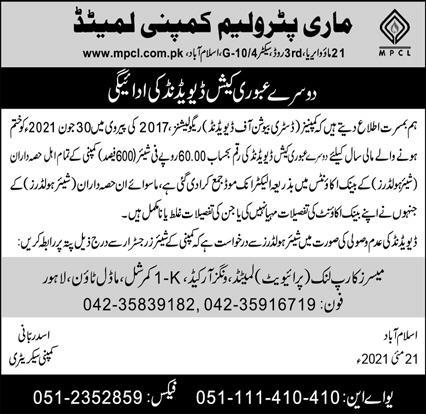 ماری پٹرولیم کمپنی لمیٹڈ
21 ماؤ ایریا، 3rd روڈ، سیکٹر G-10/4، اسلام آباد، www.mpcl.com.pk
MPCL
دوسرے عبوری کیش ڈیویڈنڈ کی ادائیگی
ہم بمسرت اطلاع دیتے ہیں کہ کمپنیز (ڈسٹری بیوشن آف ڈیویڈنڈ) ریگولیشنز، 2017 کی پیروی میں 30 جون 2021ء کو ختم
ہونے والے مالی سال کیلئے دوسرے عبوری کیش ڈیویڈنڈ کی رقم بحساب 60.00 روپے فی شیئر (600 فیصد) کمپنی کے تمام اہل حصہ داران
(شیئر ہولڈرز) کے بینک اکاؤنٹس میں بذریعہ الیکٹرانک موڈ جمع کرا دی گئی ہے، ماسوائے ان حصہ داران (شیئر ہولڈرز) کے
جنہوں نے اپنے بینک اکاؤنٹ کی تفصیلات مہیا نہیں کی یا جن کی تفصیلات غلط یا نامکمل ہیں۔
ڈیویڈنڈ کی عدم وصولی کی صورت میں شیئر ہولڈرز سے درخواست ہے کہ کمپنی کے شیئرز رجسٹرار سے درج ذیل پتہ پر رابطہ کریں:
میسرز کارپ لنک (پرائیویٹ) لمیٹڈ، ونگز آرکیڈ، 1-K کمرشل، ماڈل ٹاؤن، لاہور
فون: 042-35916719, 042-35839182
اسلام آباد
21 مئی 2021ء
اسد ربانی
کمپنی سیکریٹری
یو اے این: 051-111-410-410 فیکس: 051-2352859